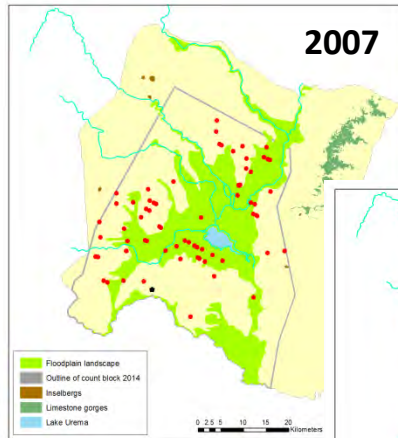 2007
Floodplain landscape
Outline of count block 2014
Inselbergs
Limestone gorges
Lake Urema
0 2.5 5 10 15 20
Kilometers